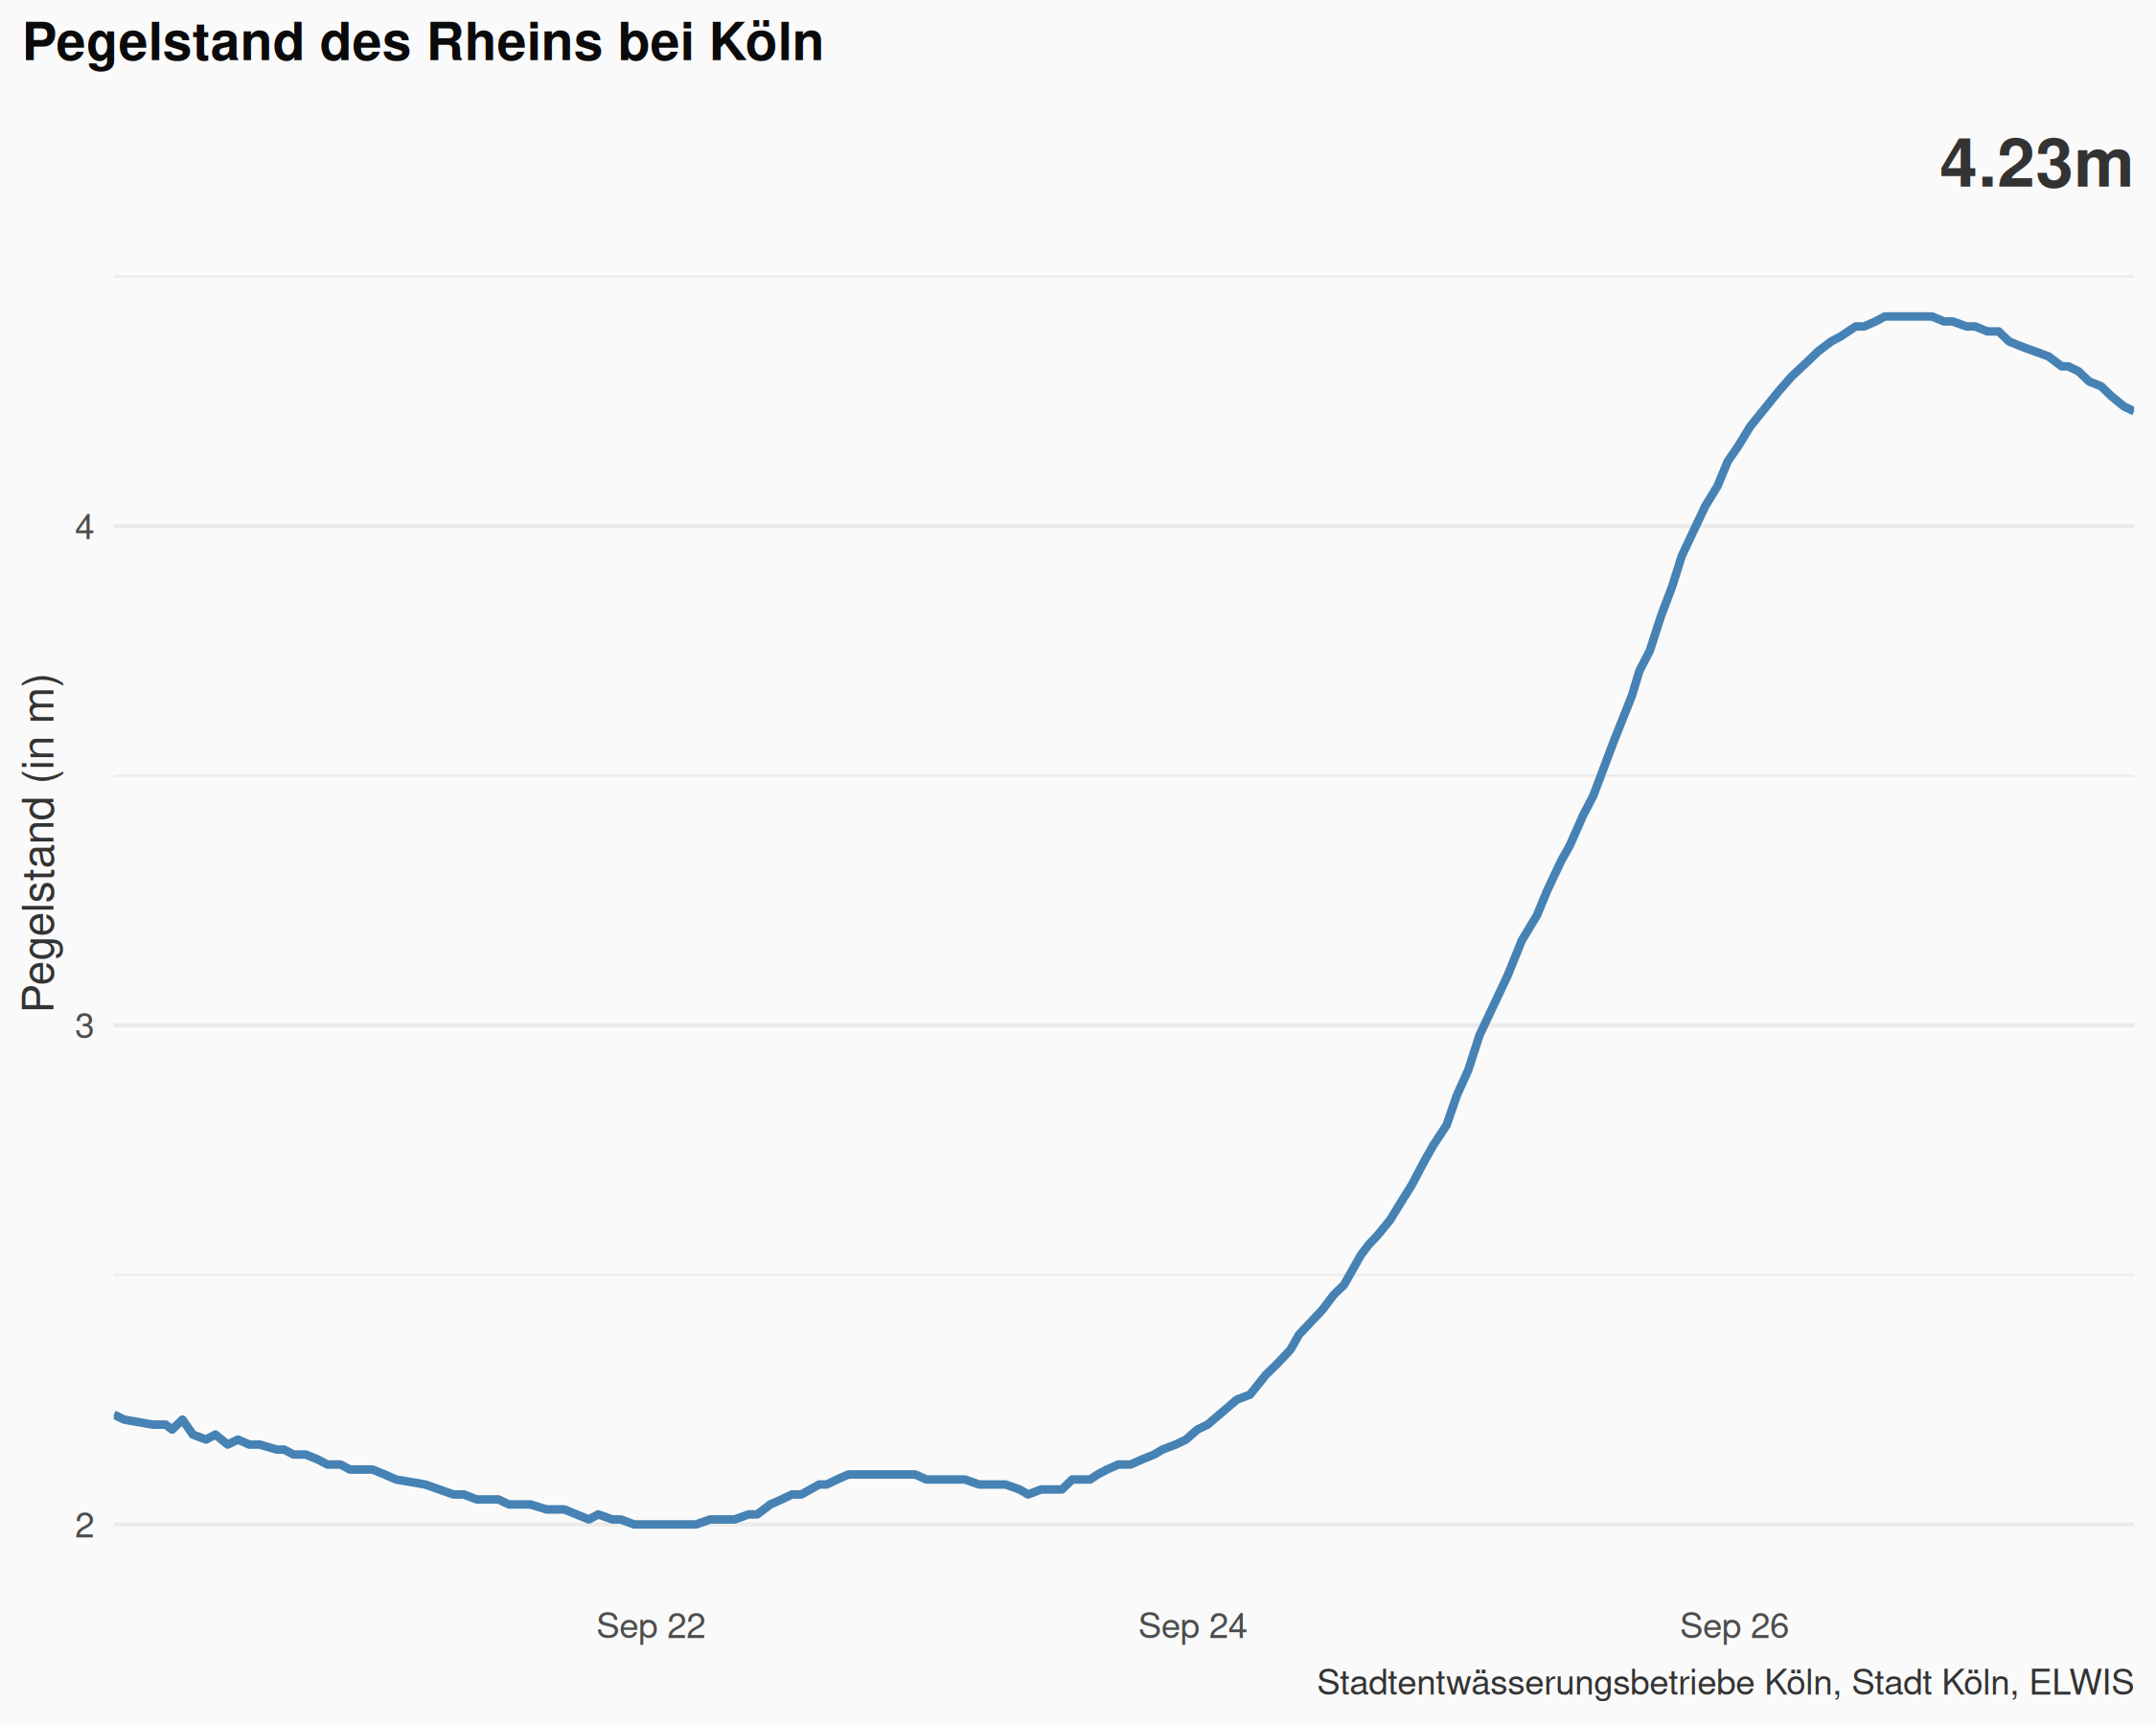 Pegelstand des Rheins bei Köln
4.23m
Pegelstand (in m)
4
3
2
Sep 22
Sep 24
Sep 26
Stadtentwässerungsbetriebe Köln, Stadt Köln, ELWIS